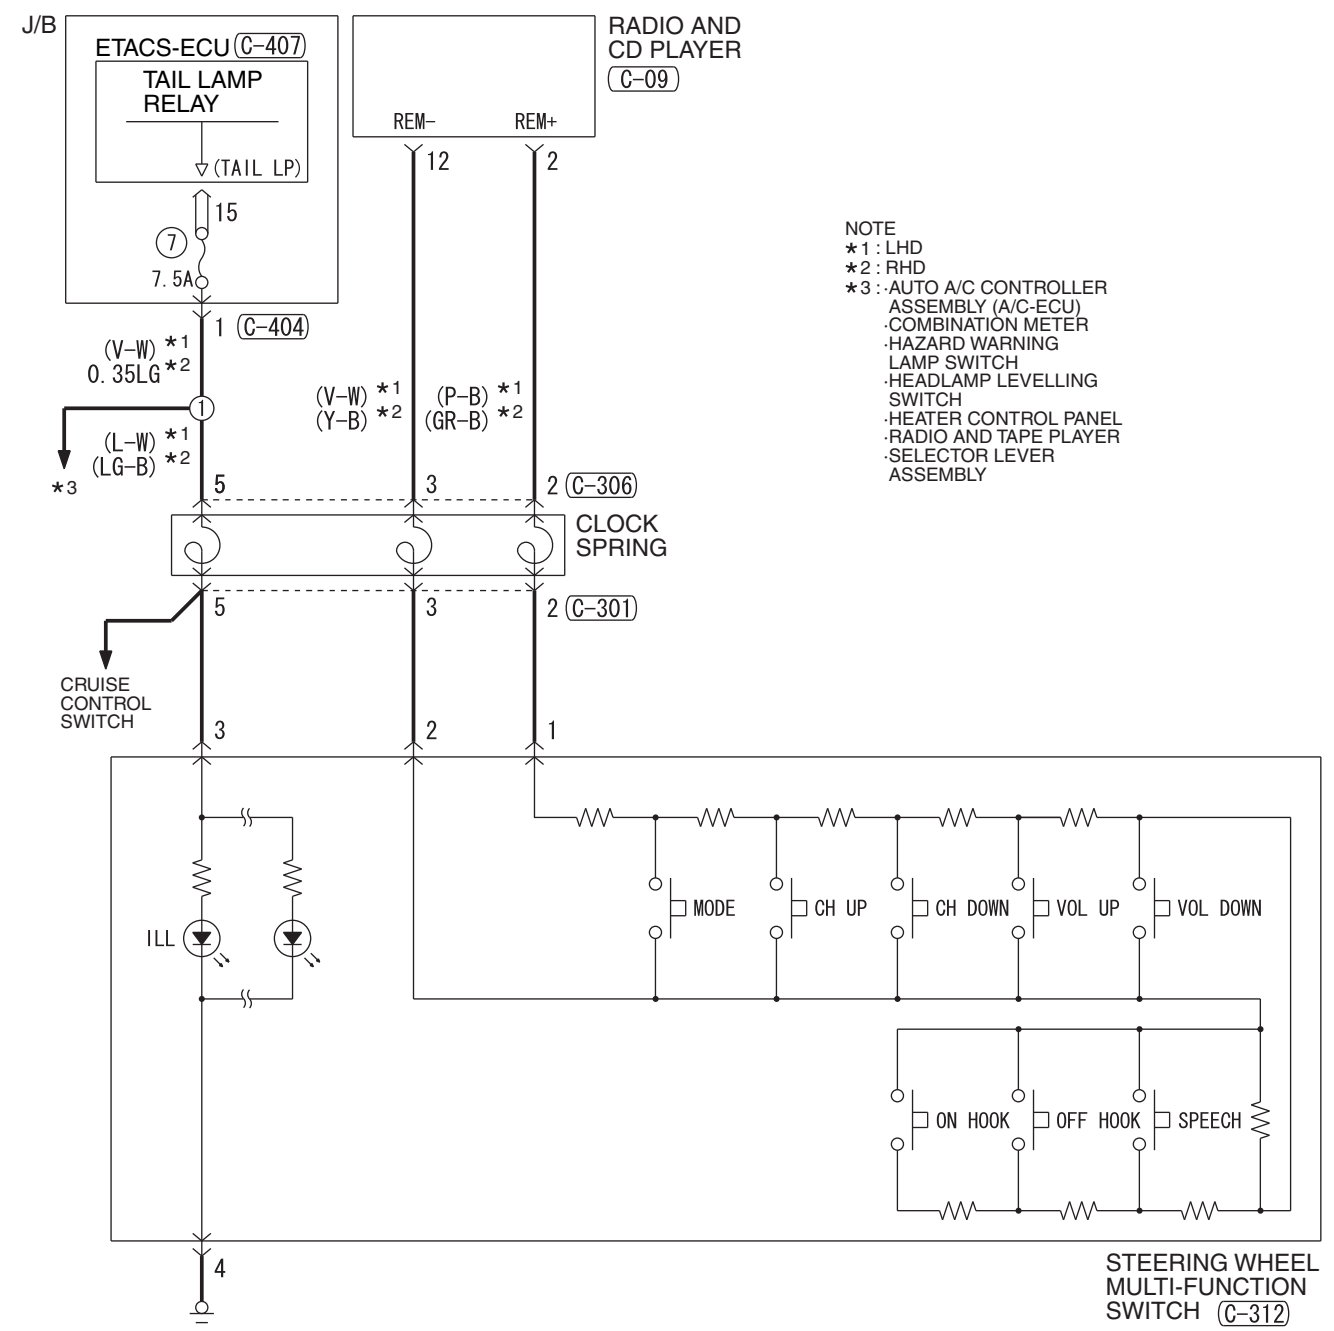 J/B
ETACS-ECU C-407
TAIL LAMP
RELAY
(TAIL LP)
15
7
7.5A
1 C-404
RADIO AND
CD PLAYER
C-09
REM- REM+
12 2
NOTE
*1 : LHD
*2 : RHD
*3 : ·AUTO A/C CONTROLLER
ASSEMBLY (A/C-ECU)
·COMBINATION METER
·HAZARD WARNING
LAMP SWITCH
·HEADLAMP LEVELLING
SWITCH
·HEATER CONTROL PANEL
·RADIO AND TAPE PLAYER
·SELECTOR LEVER
ASSEMBLY
(V-W) *1
0.35LG *2
1
(L-W) *1
(LG-B) *2
*3
(V-W) *1
(Y-B) *2
(P-B) *1
(GR-B) *2
5 3 2 C-306
CLOCK
SPRING
5 3 2 C-301
CRUISE
CONTROL
SWITCH
3 2 1
ILL
MODE CH UP CH DOWN VOL UP VOL DOWN
ON HOOK OFF HOOK SPEECH
4
STEERING WHEEL
MULTI-FUNCTION
SWITCH C-312